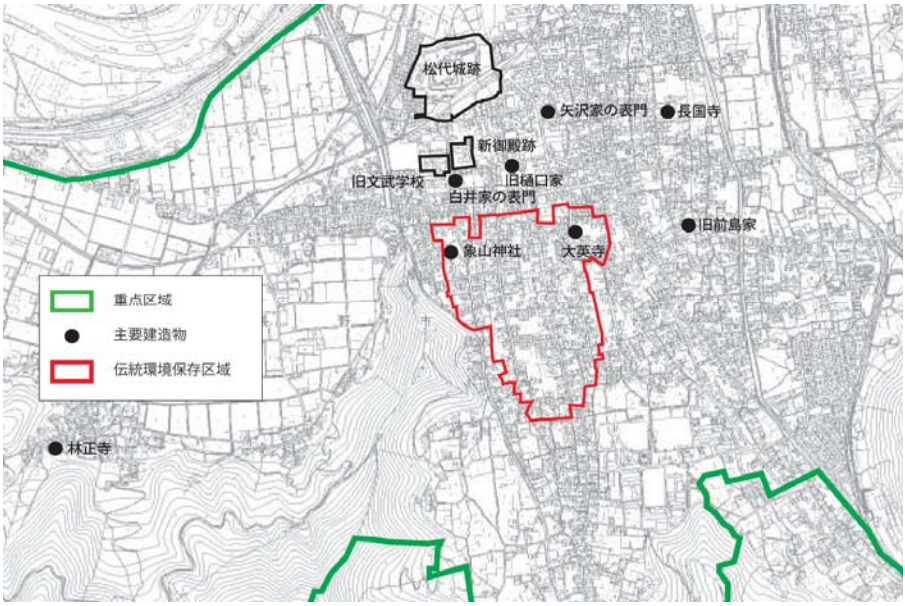 松代城跡
矢沢家の表門
長国寺
新御殿跡
旧文武学校
旧樋口家
白井家の表門
旧前島家
象山神社
大英寺
重点区域
主要建造物
伝統環境保存区域
市
林正寺